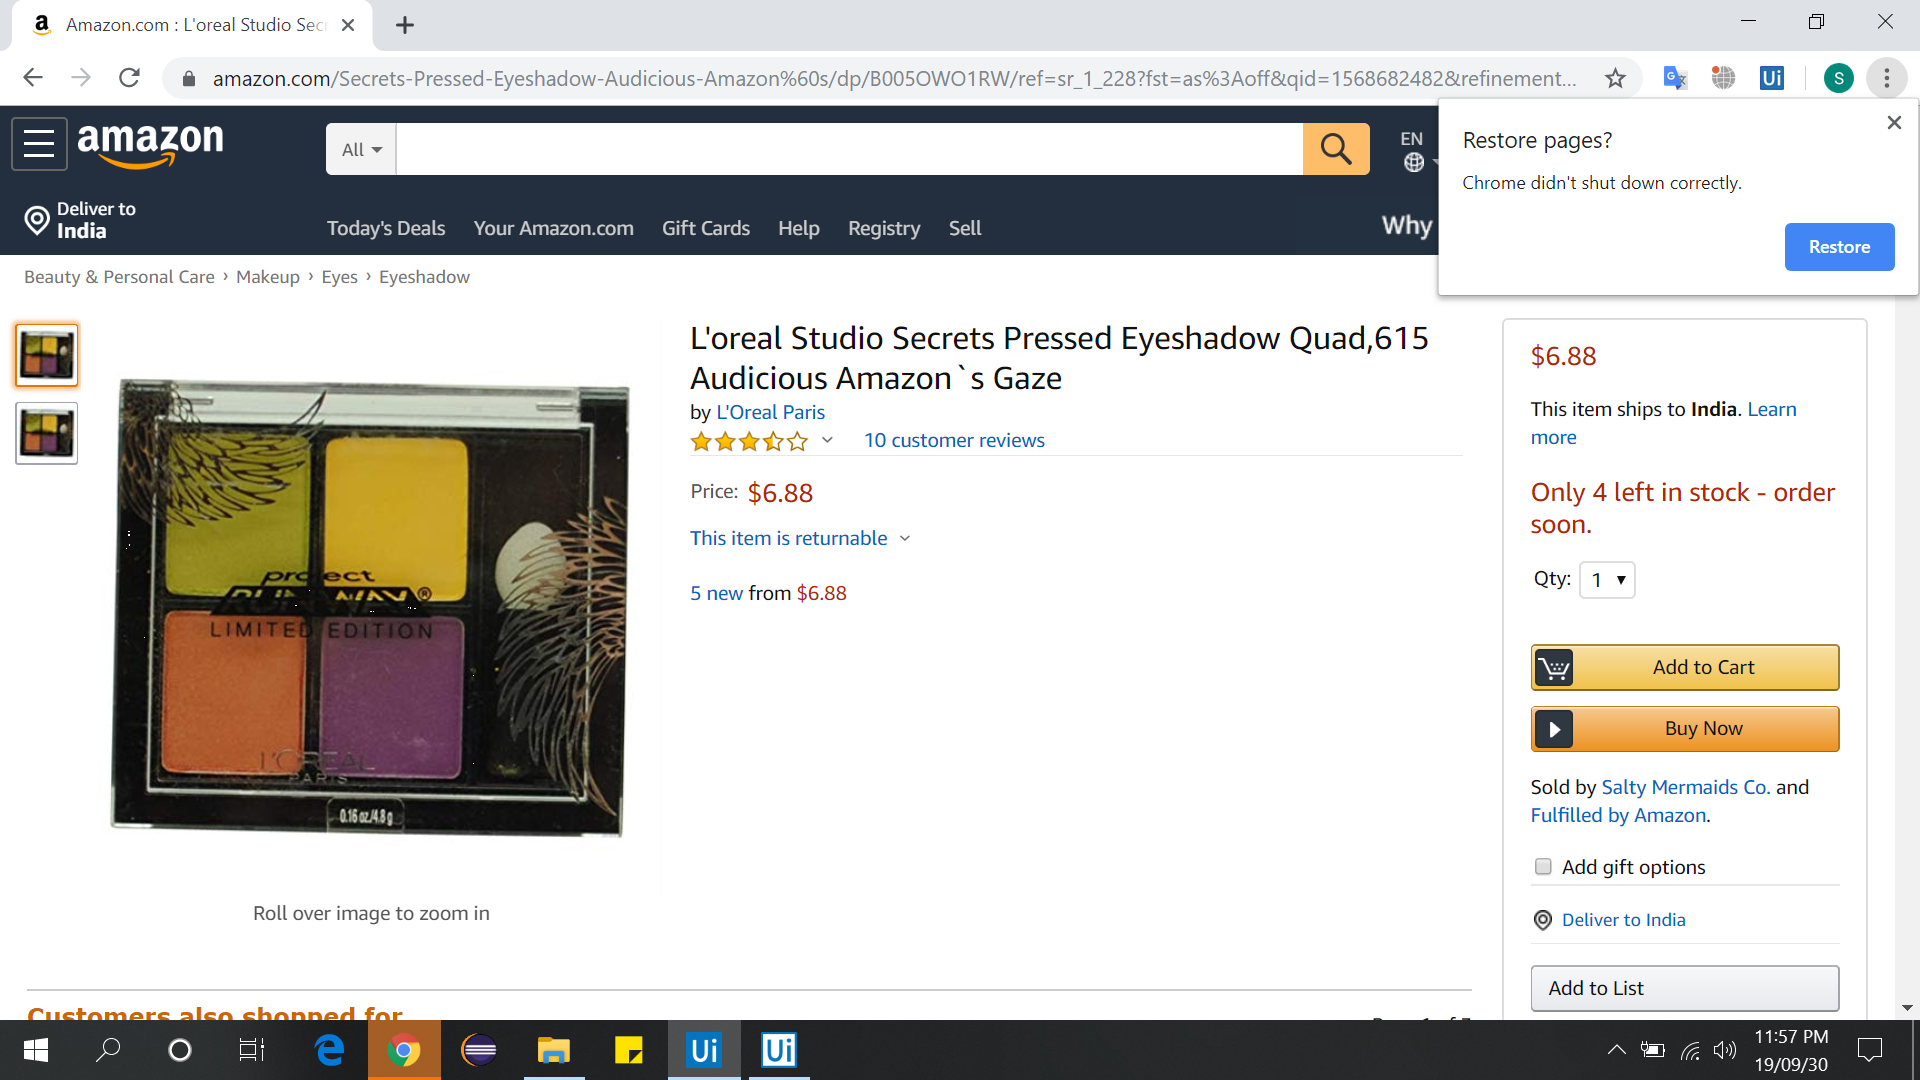 Amazon.com : L'oreal Studio Secr
amazon.com/Secrets-Pressed-Eyeshadow-Audicious-Amazon%60s/dp/B005OWO1RW/ref=sr_1_228?fst=as%3Aoff&qid=1568682482&refinement...
Ui
S
Restore pages?
Chrome didn't shut down correctly.
Restore
amazon
All
EN
Deliver to
India
Today's Deals Your Amazon.com Gift Cards Help Registry Sell
Why
Beauty & Personal Care › Makeup › Eyes › Eyeshadow
project
RUNWAY®
LIMITED EDITION
L'ORÉAL
PARIS
0.16 oz./4.8 g
Roll over image to zoom in
L'oreal Studio Secrets Pressed Eyeshadow Quad,615
Audicious Amazon`s Gaze
by L'Oreal Paris
10 customer reviews
Price: $6.88
This item is returnable
5 new from $6.88
$6.88
This item ships to India. Learn
more
Only 4 left in stock - order
soon.
Qty: 1
Add to Cart
Buy Now
Sold by Salty Mermaids Co. and
Fulfilled by Amazon.
Add gift options
Deliver to India
Add to List
Customers also shopped for
Ui
Ui
11:57 PM
19/09/30